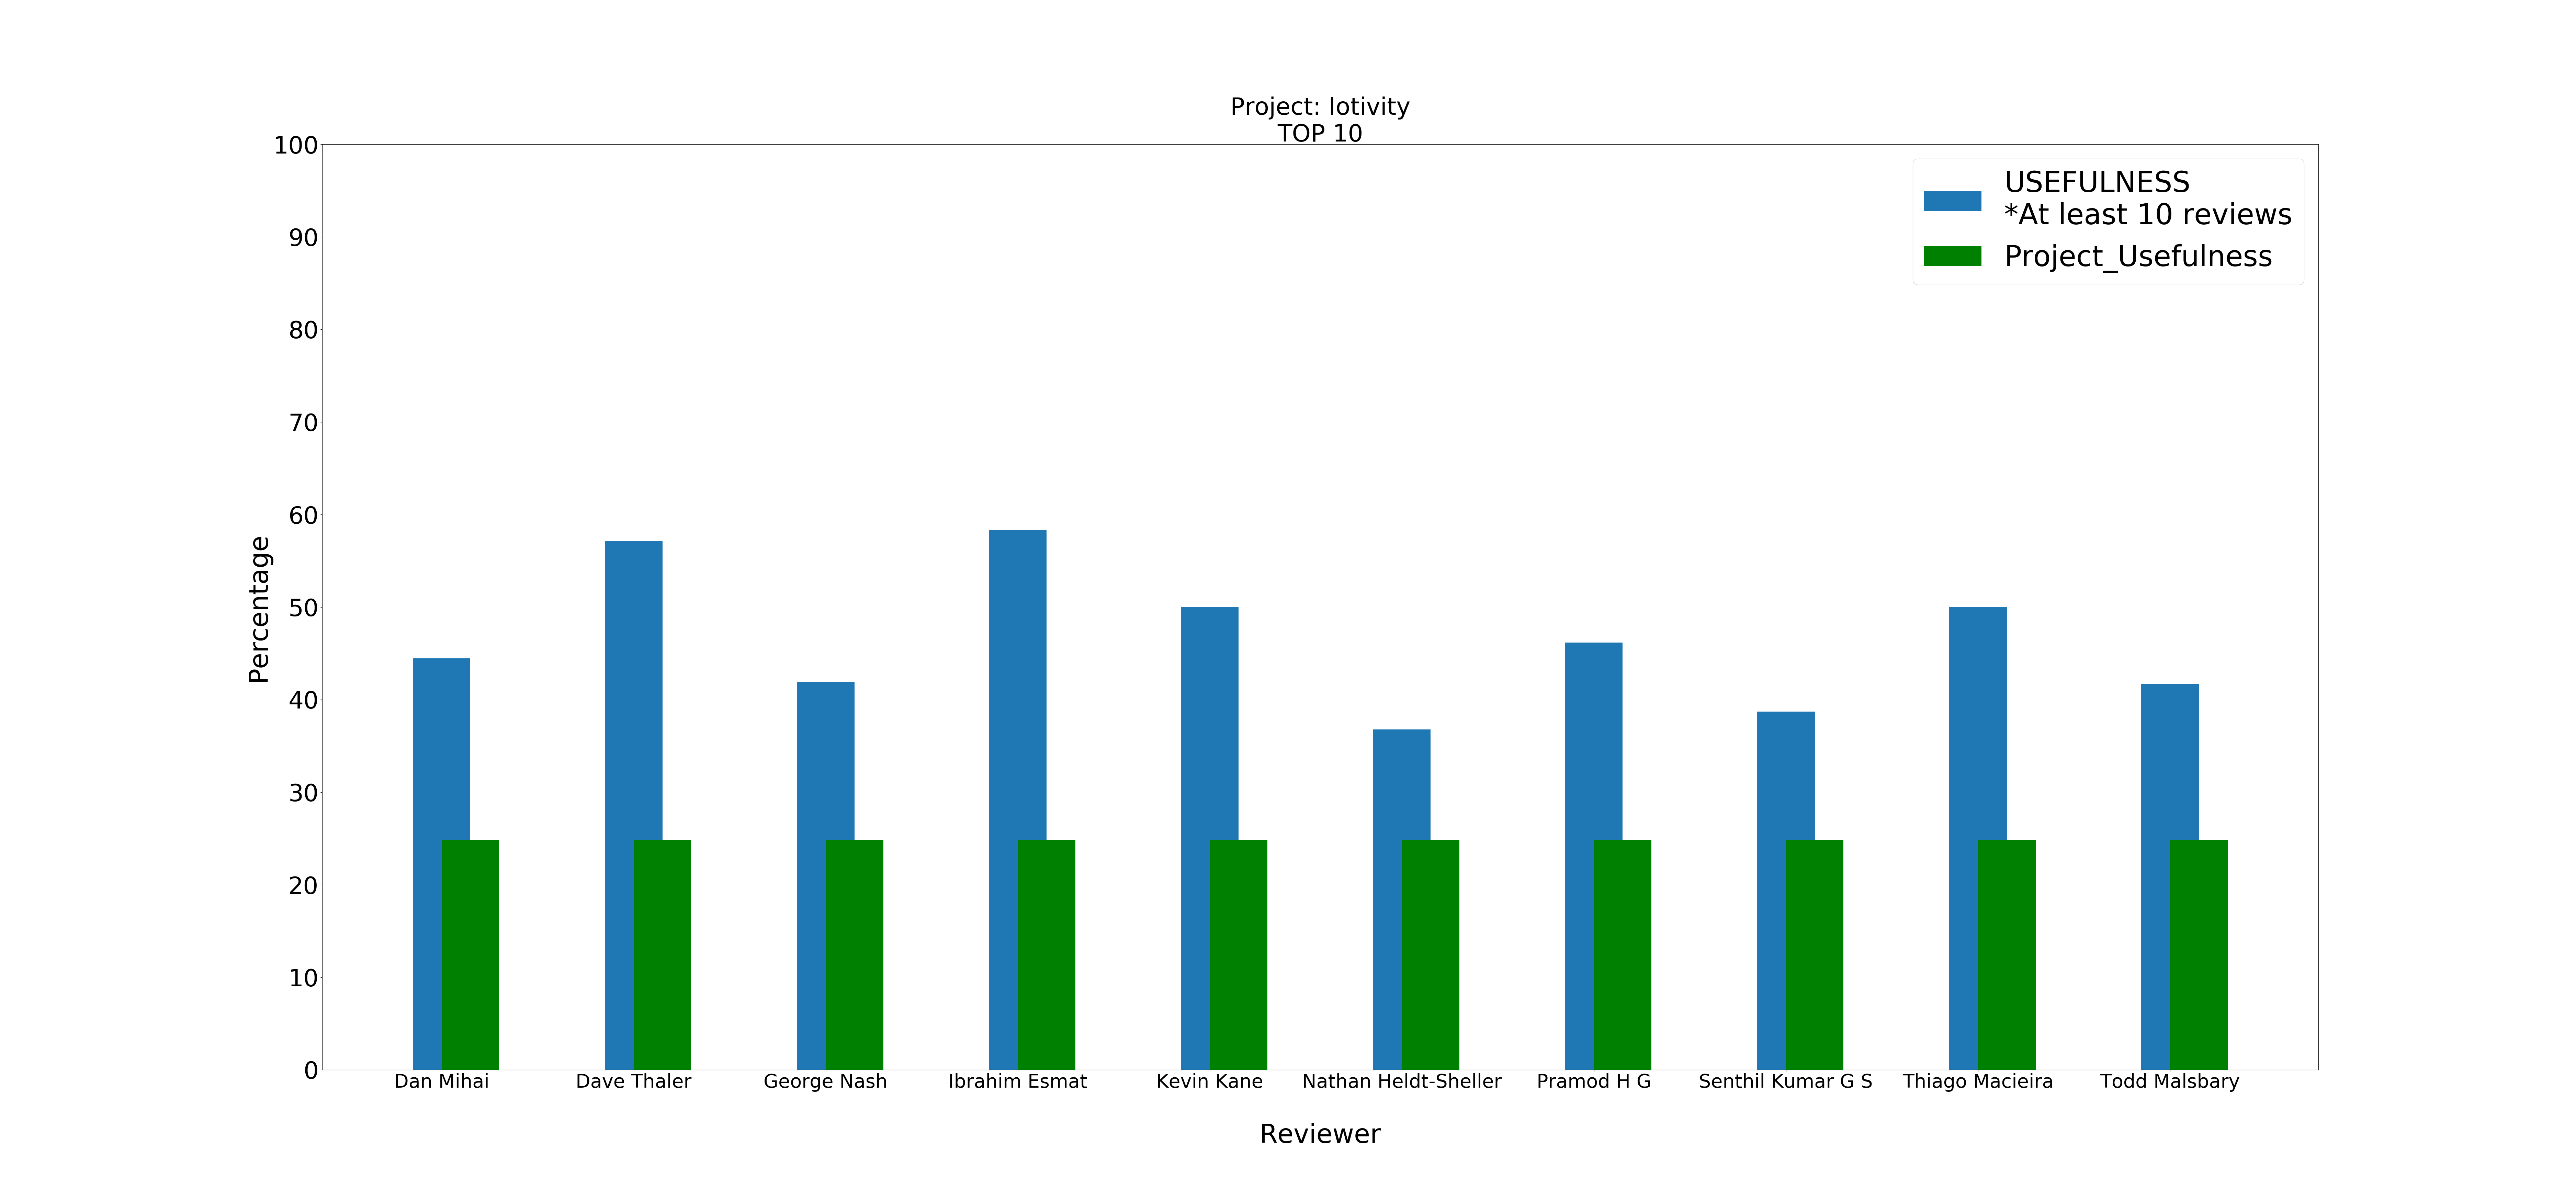 Project: Iotivity
TOP 10
100
90
80
70
60
50
40
30
20
10
0
Percentage
USEFULNESS
*At least 10 reviews
Project_Usefulness
Dan Mihai
Dave Thaler
George Nash
Ibrahim Esmat
Kevin Kane
Nathan Heldt-Sheller
Pramod H G
Senthil Kumar G S
Thiago Macieira
Todd Malsbary
Reviewer